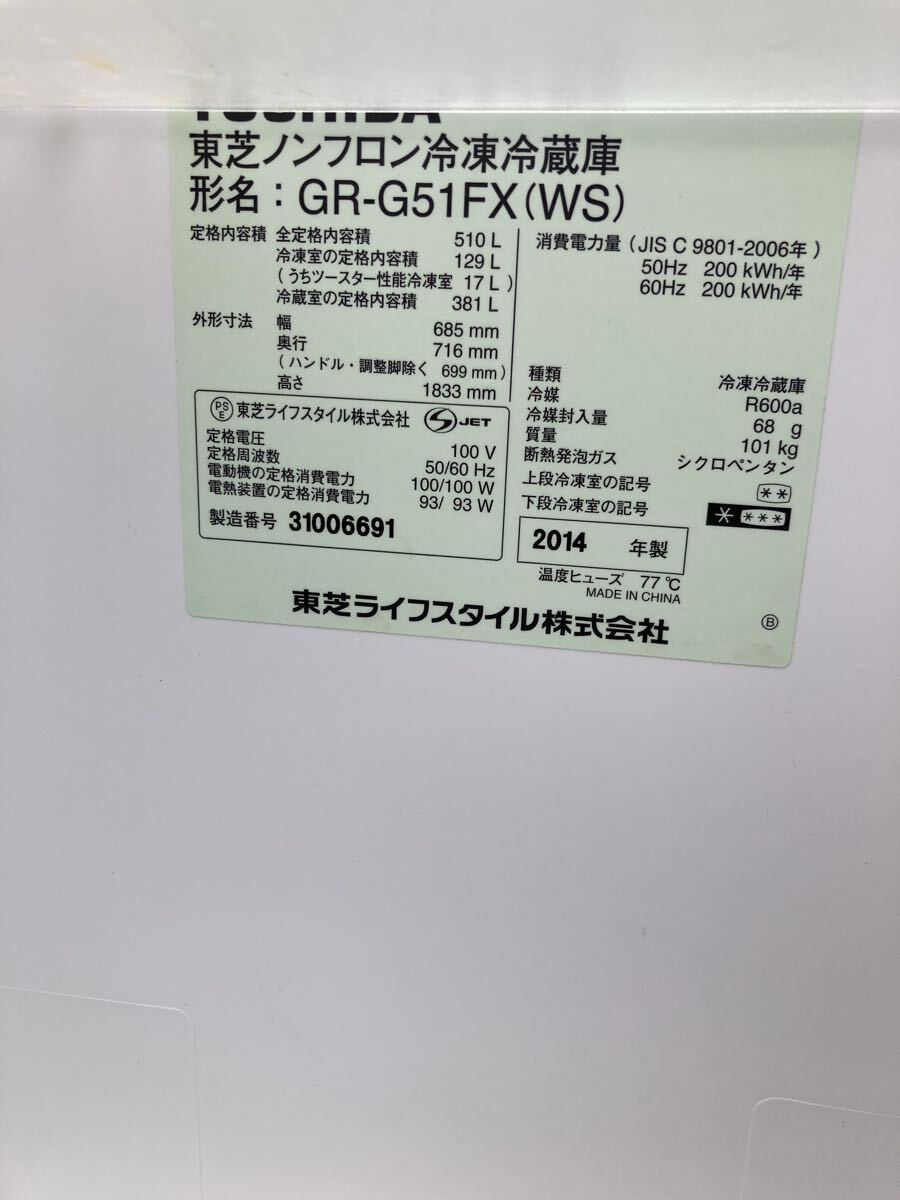 TOSHIBA
東芝ノンフロン冷凍冷蔵庫
形名：GR-G51FX(WS)
定格内容積 全定格内容積 510 L
冷凍室の定格内容積 129 L
(うちツースター性能冷凍室 17 L)
冷蔵室の定格内容積 381 L
外形寸法 幅 685 mm
奥行 716 mm
(ハンドル・調整脚除く 699 mm)
高さ 1833 mm
PSE 東芝ライフスタイル株式会社 JET
定格電圧 100 V
定格周波数 50/60 Hz
電動機の定格消費電力 100/100 W
電熱装置の定格消費電力 93/ 93 W
製造番号 31006691
消費電力量 (JIS C 9801-2006年)
50Hz 200 kWh/年
60Hz 200 kWh/年
種類 冷凍冷蔵庫
冷媒 R600a
冷媒封入量 68 g
質量 101 kg
断熱発泡ガス シクロペンタン
上段冷凍室の記号 **
下段冷凍室の記号 * ***
2014 年製
温度ヒューズ 77℃
MADE IN CHINA
東芝ライフスタイル株式会社
Ⓑ